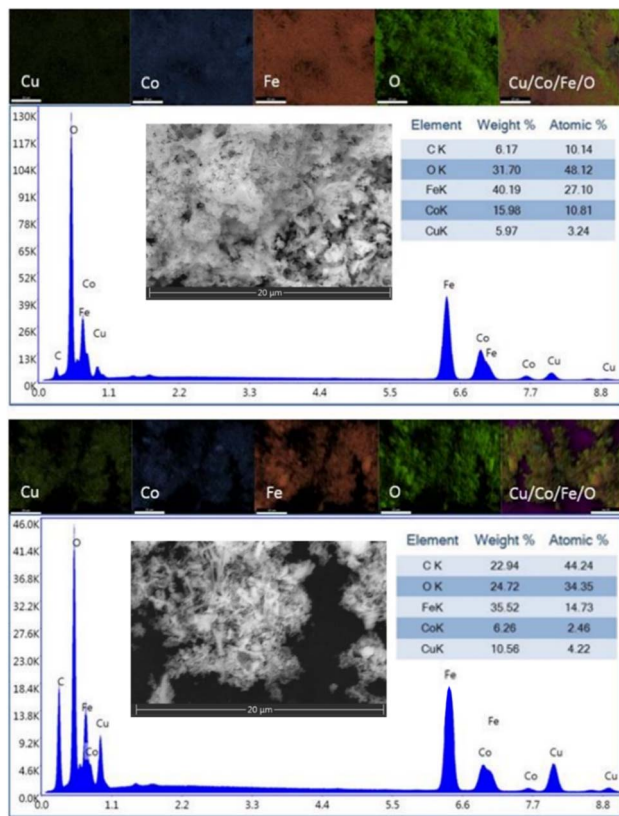 Cu Co Fe O Cu/Co/Fe/O
130K
117K
104K
91K
78K
65K
52K
39K
26K
13K
0K
O
Co
Fe
Cu
C
20 µm
Element Weight % Atomic %
C K 6.17 10.14
O K 31.70 48.12
FeK 40.19 27.10
CoK 15.98 10.81
CuK 5.97 3.24
Fe
Co
Fe
Co
Cu
Cu
0.0 1.1 2.2 3.3 4.4 5.5 6.6 7.7 8.8
Cu Co Fe O Cu/Co/Fe/O
46.0K
41.4K
36.8K
32.2K
27.6K
23.0K
18.4K
13.8K
9.2K
4.6K
0.0K
O
C
Fe
Co
Cu
20 µm
Element Weight % Atomic %
C K 22.94 44.24
O K 24.72 34.35
FeK 35.52 14.73
CoK 6.26 2.46
CuK 10.56 4.22
Fe
Fe
Co
Cu
Co
Cu
0.0 1.1 2.2 3.3 4.4 5.5 6.6 7.7 8.8